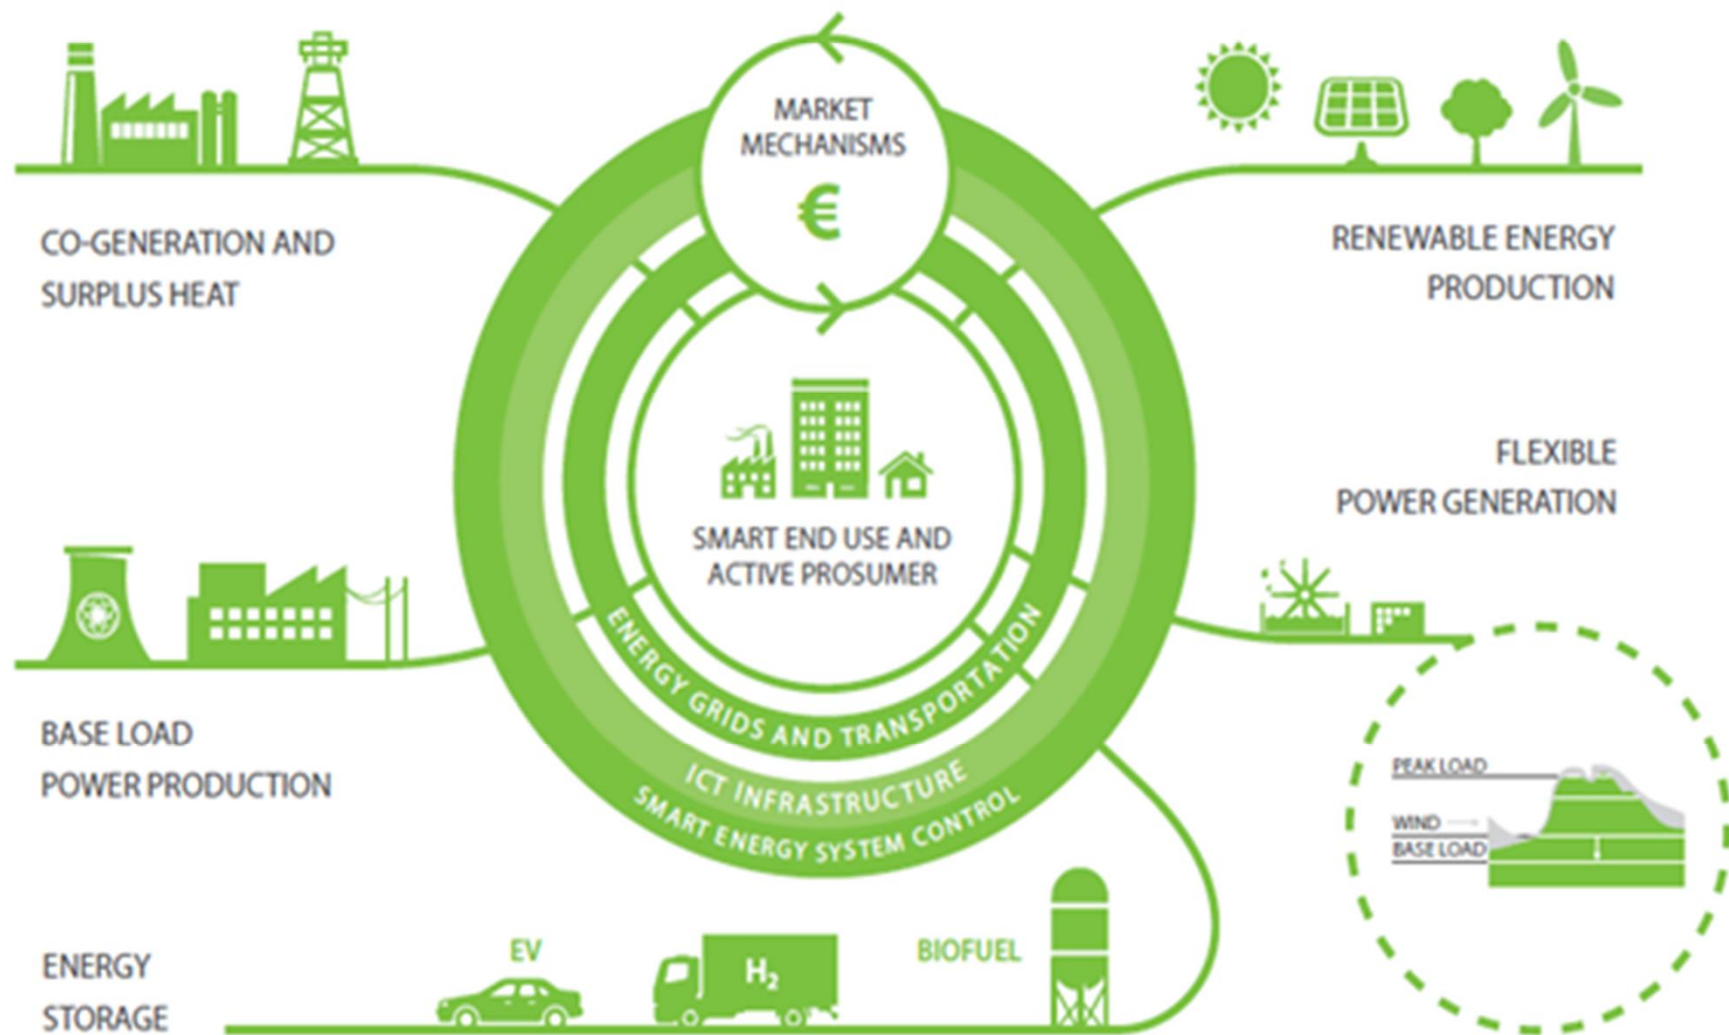 MARKET
MECHANISMS
€
CO-GENERATION AND
SURPLUS HEAT
RENEWABLE ENERGY
PRODUCTION
FLEXIBLE
POWER GENERATION
SMART END USE AND
ACTIVE PROSUMER
ENERGY GRIDS AND TRANSPORTATION
ICT INFRASTRUCTURE
SMART ENERGY SYSTEM CONTROL
BASE LOAD
POWER PRODUCTION
PEAK LOAD
WIND
BASE LOAD
ENERGY
STORAGE
EV
H₂
BIOFUEL